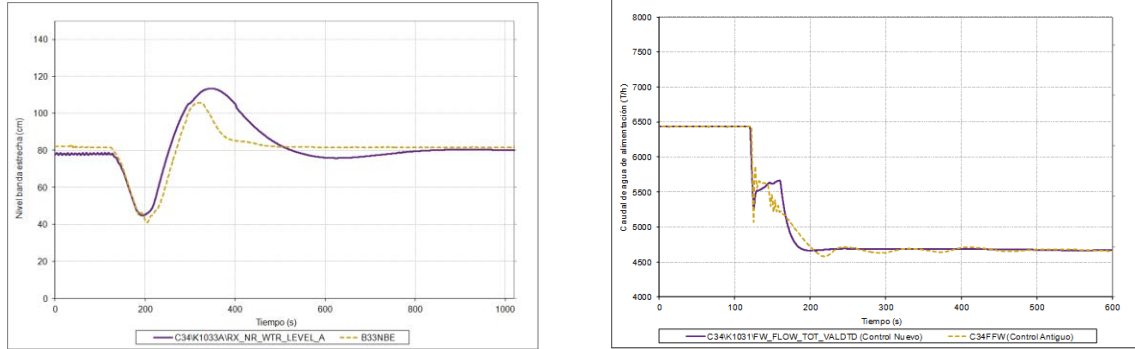 140
120
100
80
60
40
20
0
Nivel banda estrecha (cm)
0 200 400 600 800 1000
Tiempo (s)
C34\K1033A\RX_NR_WTR_LEVEL_A B33NBE
8000
7500
7000
6500
6000
5500
5000
4500
4000
Caudal de agua de alimentación (T/h)
0 100 200 300 400 500 600
Tiempo (s)
C34\K1031\FW_FLOW_TOT_VALDTD (Control Nuevo) C34FFW (Control Antiguo)